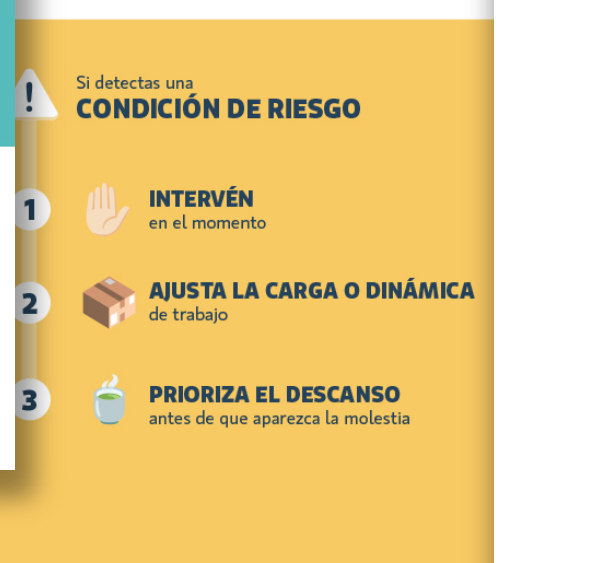 Si detectas una
CONDICIÓN DE RIESGO
1
INTERVÉN
en el momento
2
AJUSTA LA CARGA O DINÁMICA
de trabajo
3
PRIORIZA EL DESCANSO
antes de que aparezca la molestia